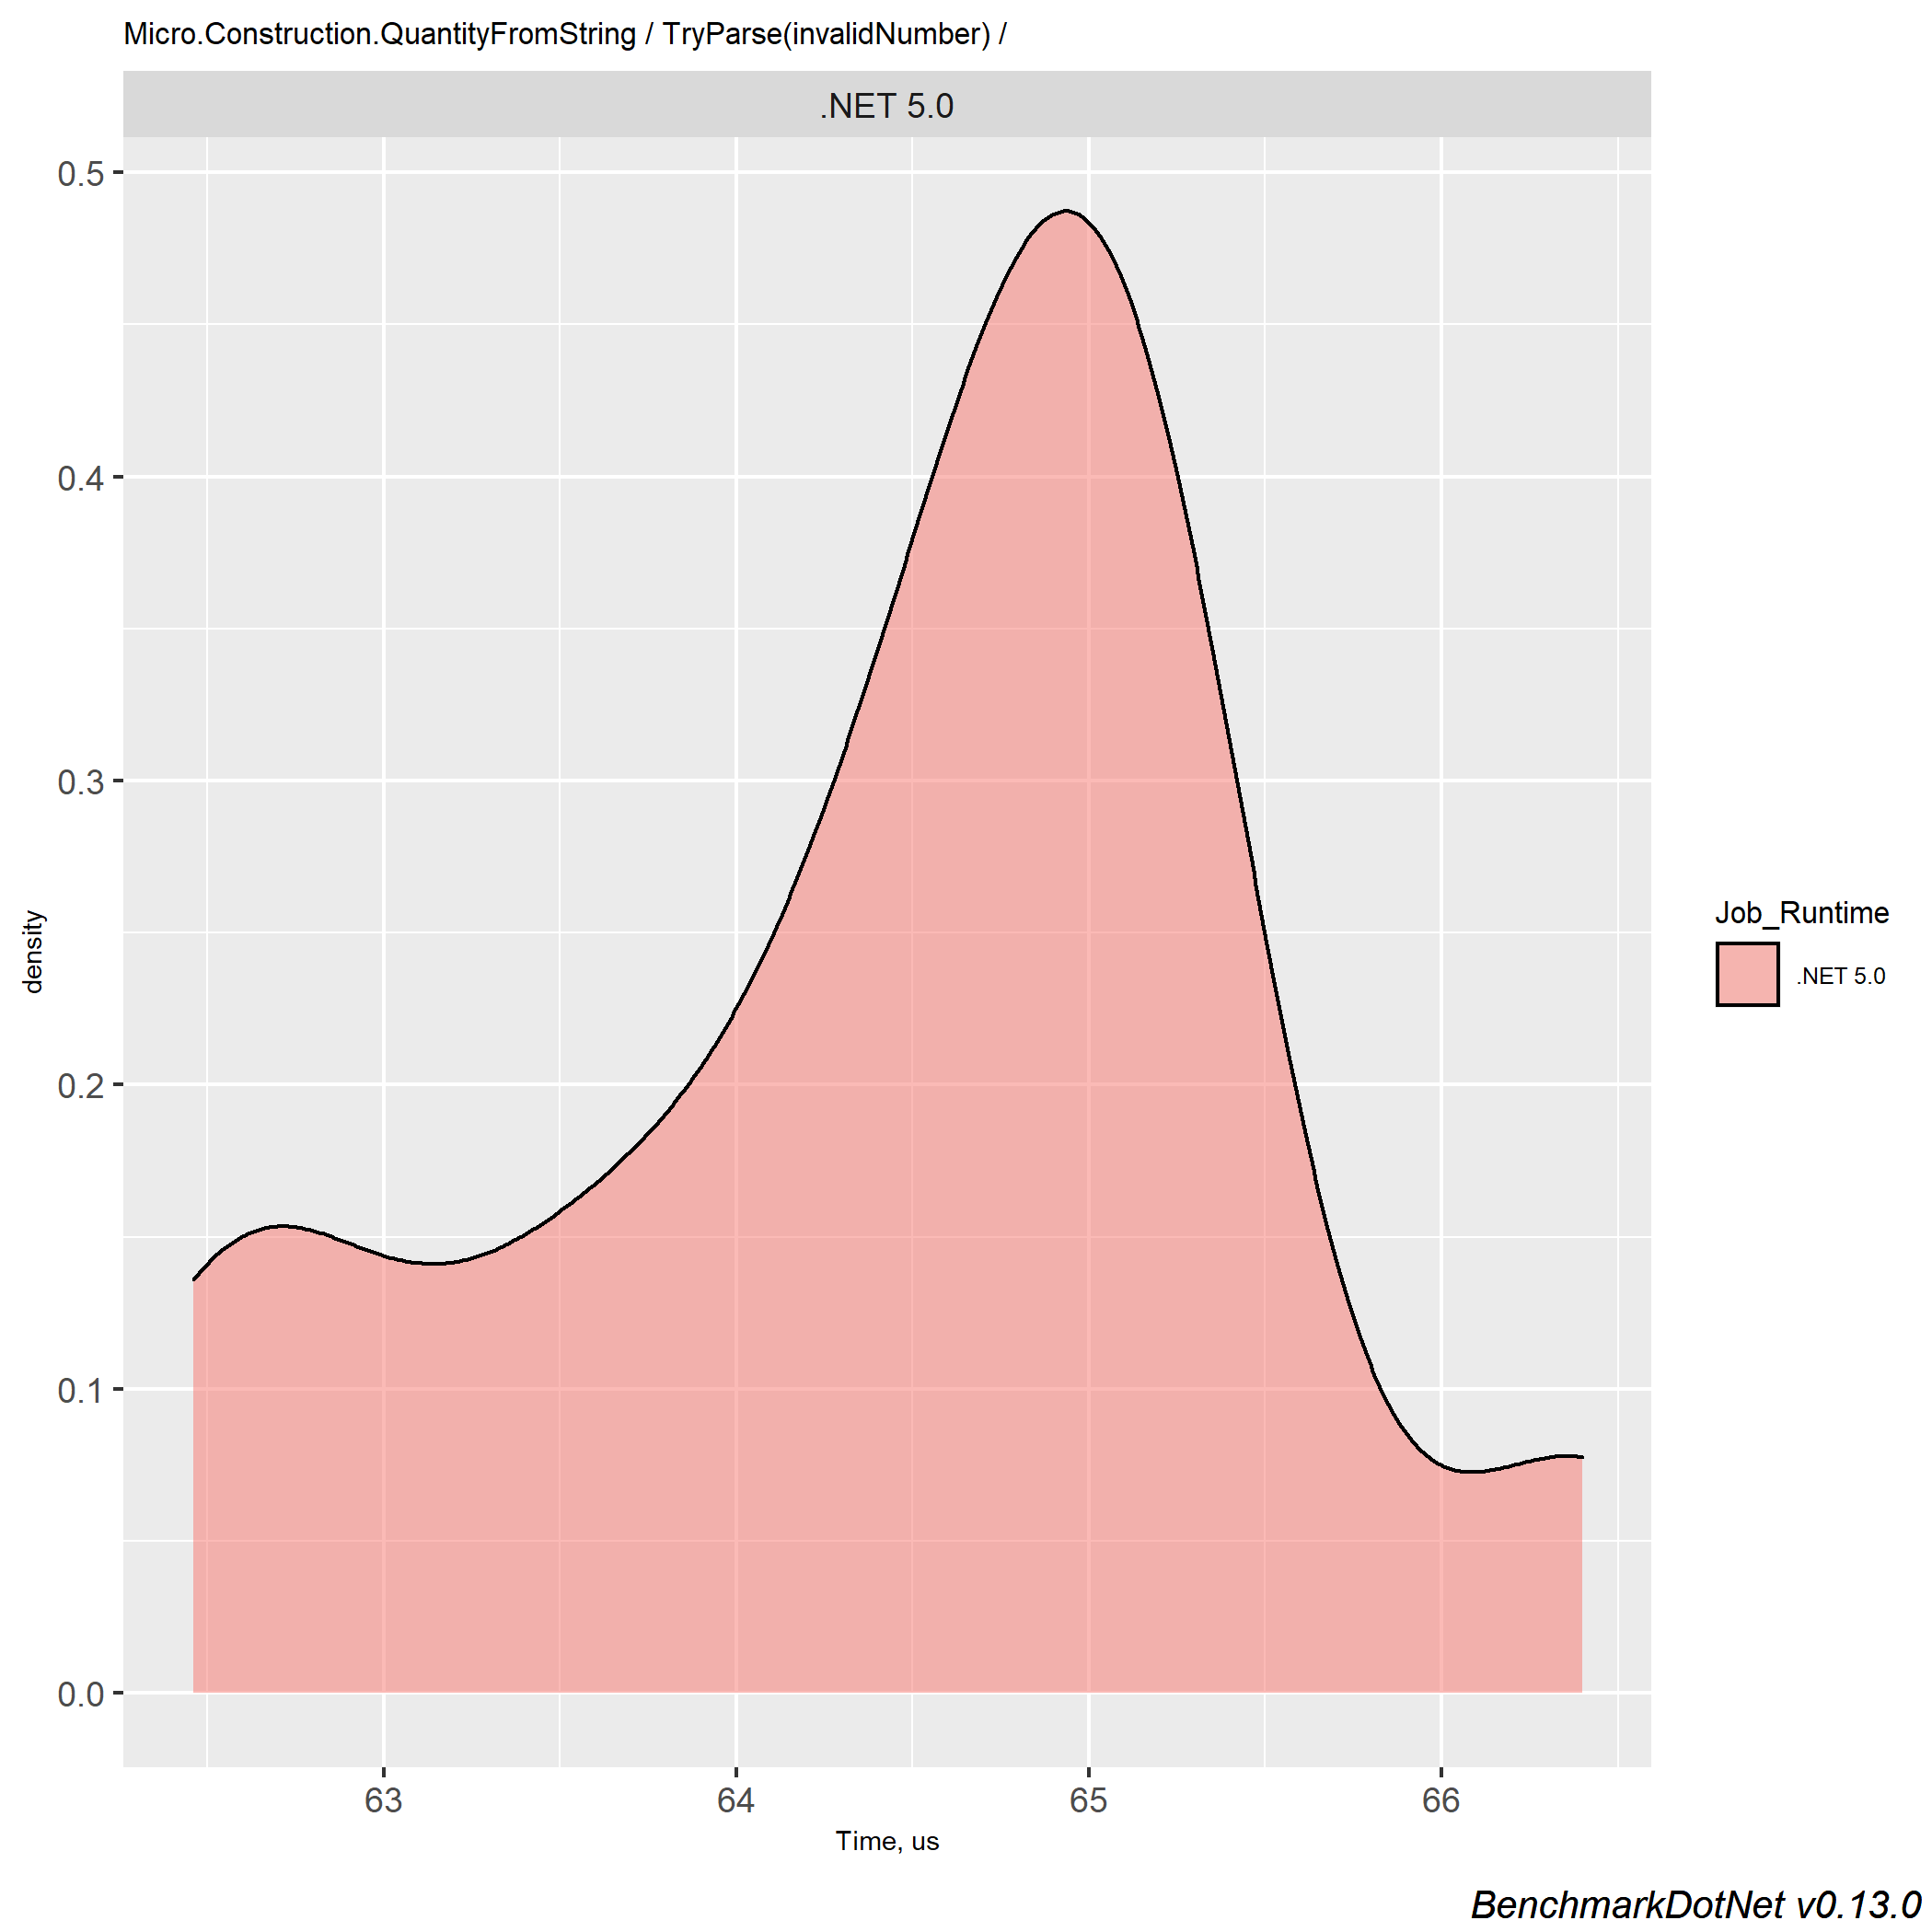 Micro.Construction.QuantityFromString / TryParse(invalidNumber) /
.NET 5.0
0.5
0.4
0.3
0.2
0.1
0.0
density
63 64 65 66
Time, us
Job_Runtime
.NET 5.0
BenchmarkDotNet v0.13.0